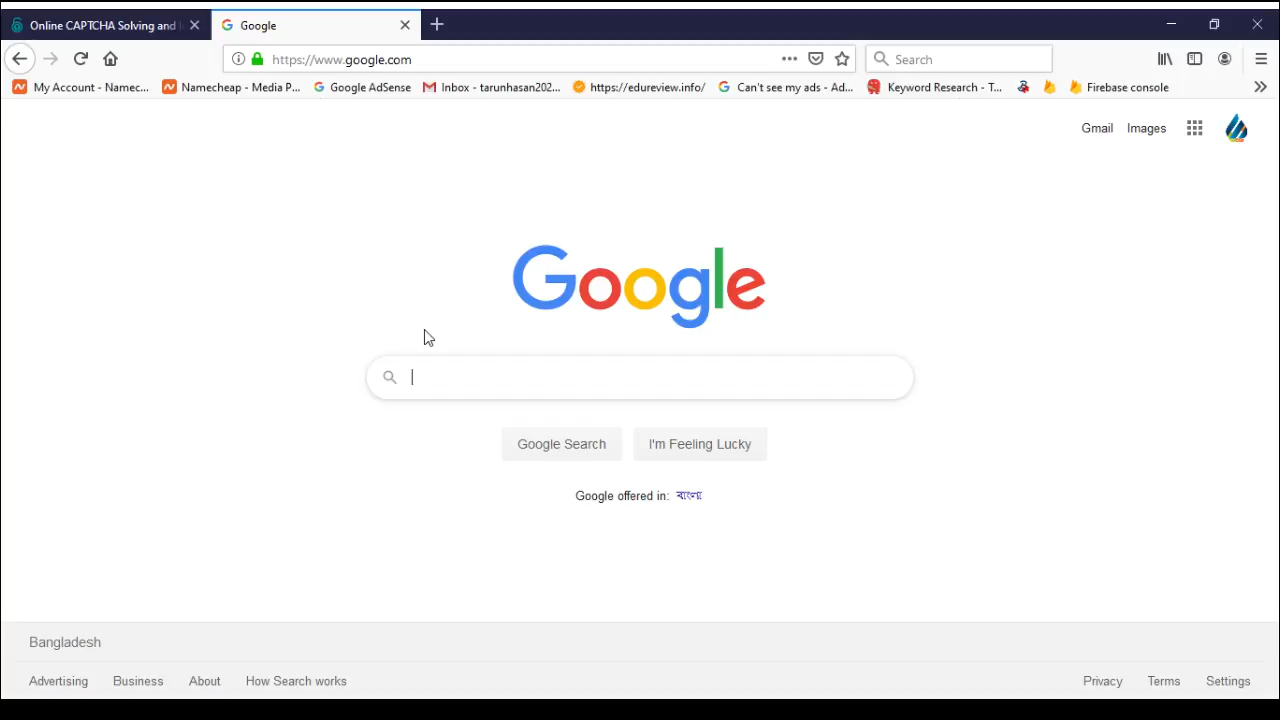 Online CAPTCHA Solving and
Google
https://www.google.com
Search
My Account - Namec...
Namecheap - Media P...
Google AdSense
Inbox - tarunhasan202...
https://edureview.info/
Can't see my ads - Ad...
Keyword Research - T...
Firebase console
Gmail
Images
Google
Google Search
I'm Feeling Lucky
Google offered in: বাংলা
Bangladesh
Advertising
Business
About
How Search works
Privacy
Terms
Settings